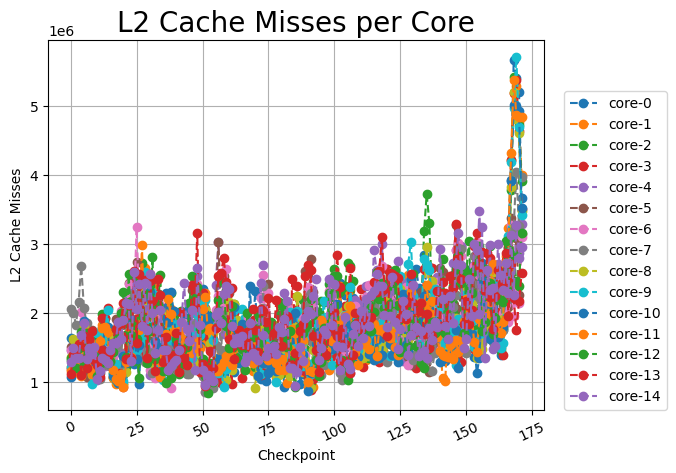 L2 Cache Misses per Core
1e6
5
4
3
2
1
L2 Cache Misses
0
25
50
75
100
125
150
175
Checkpoint
core-0
core-1
core-2
core-3
core-4
core-5
core-6
core-7
core-8
core-9
core-10
core-11
core-12
core-13
core-14